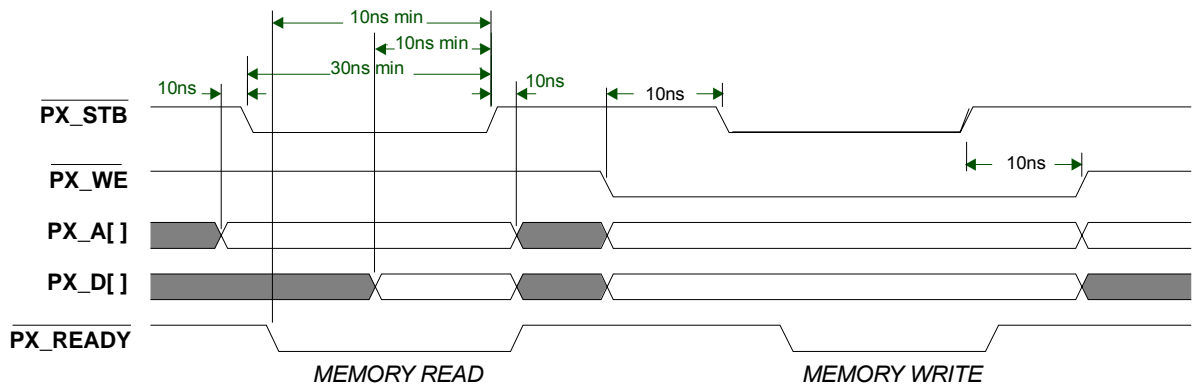 10ns min
10ns min
30ns min
10ns
10ns
10ns
PX_STB
10ns
PX_WE
PX_A[ ]
PX_D[ ]
PX_READY
MEMORY READ
MEMORY WRITE